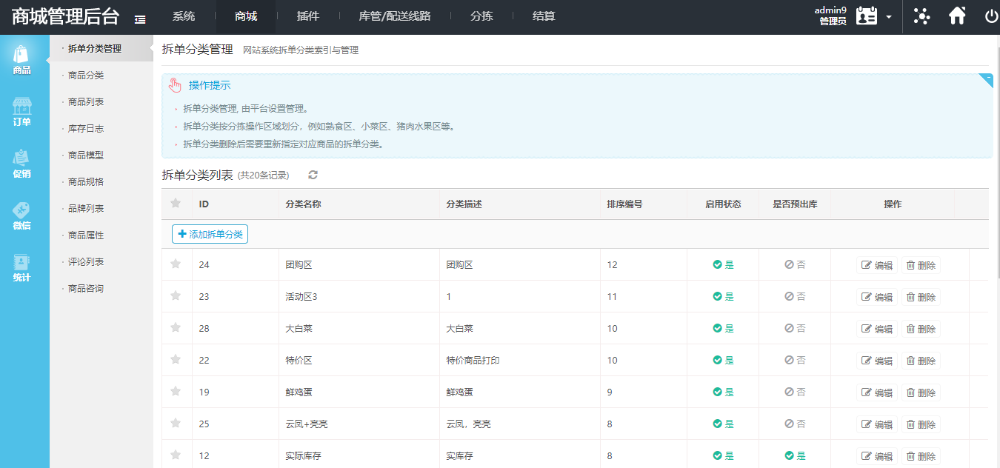 商城管理后台 系统 商城 插件 库管/配送线路 分拣 结算 admin9
管理员
商品
订单
促销
微信
统计
· 拆单分类管理
· 商品分类
· 商品列表
· 库存日志
· 商品模型
· 商品规格
· 品牌列表
· 商品属性
· 评论列表
· 商品咨询
拆单分类管理 网站系统拆单分类索引与管理
操作提示
· 拆单分类管理, 由平台设置管理。
· 拆单分类按分拣操作区域划分，例如熟食区、小菜区、猪肉水果区等。
· 拆单分类删除后需要重新指定对应商品的拆单分类。
拆单分类列表 (共20条记录)
ID 分类名称 分类描述 排序编号 启用状态 是否预出库 操作
添加拆单分类
24 团购区 团购区 12 是 否 编辑 删除
23 活动区3 1 11 是 否 编辑 删除
28 大白菜 大白菜 10 是 否 编辑 删除
22 特价区 特价商品打印 10 是 否 编辑 删除
19 鲜鸡蛋 鲜鸡蛋 9 是 否 编辑 删除
25 云凤+亮亮 云凤，亮亮 8 是 否 编辑 删除
12 实际库存 实库存 8 是 是 编辑 删除